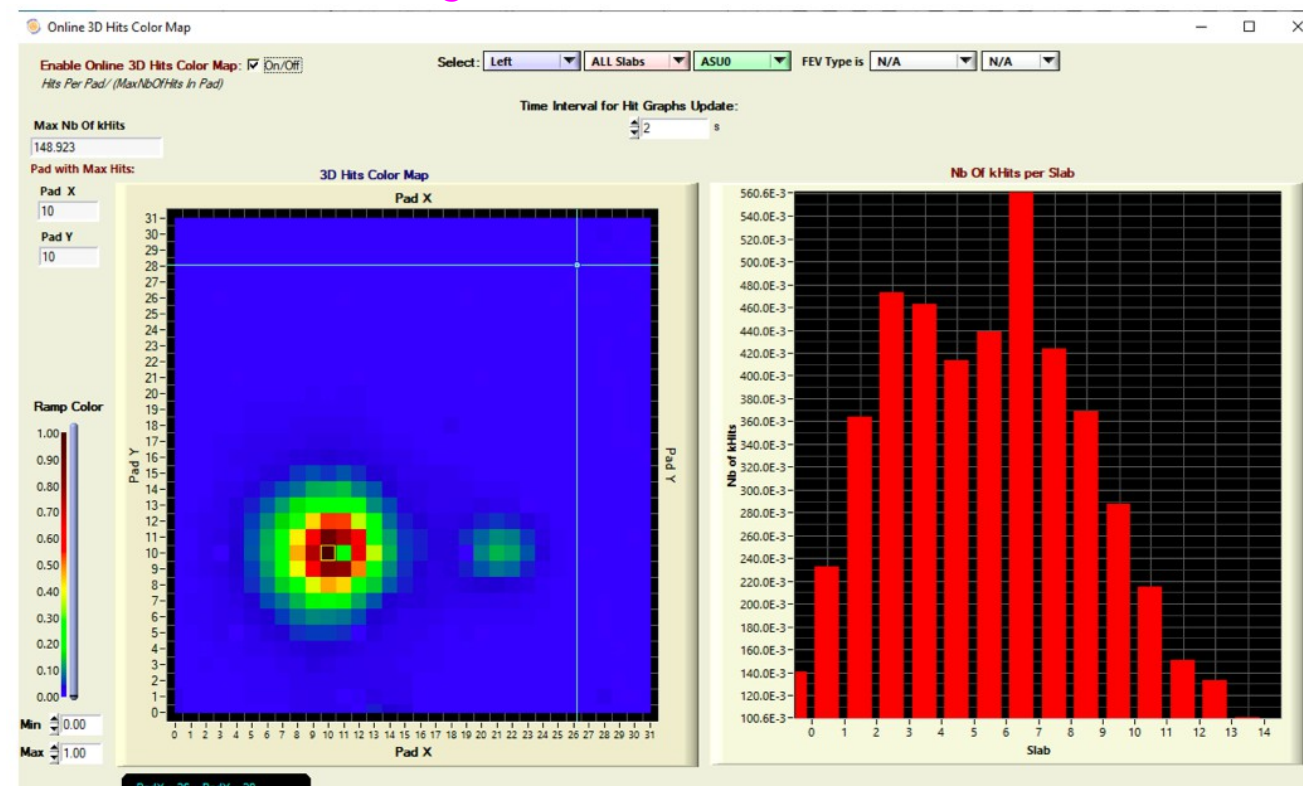 Online 3D Hits Color Map
Enable Online 3D Hits Color Map: On/Off
Hits Per Pad/ (MaxNbOfHits In Pad)
Select: Left ALL Slabs ASU0 FEV Type is N/A N/A
Time Interval for Hit Graphs Update:
2 s
Max Nb Of kHits
148.923
Pad with Max Hits:
Pad X
10
Pad Y
10
Ramp Color
1.00
0.90
0.80
0.70
0.60
0.50
0.40
0.30
0.20
0.10
0.00
Min 0.00
Max 1.00
3D Hits Color Map
Pad X
31
30
29
28
27
26
25
24
23
22
21
20
19
18
17
16
15
14
13
12
11
10
9
8
7
6
5
4
3
2
1
0
Pad Y
Pad Y
0 1 2 3 4 5 6 7 8 9 10 11 12 13 14 15 16 17 18 19 20 21 22 23 24 25 26 27 28 29 30 31
Pad X
Nb Of kHits per Slab
560.6E-3
540.0E-3
520.0E-3
500.0E-3
480.0E-3
460.0E-3
440.0E-3
420.0E-3
400.0E-3
380.0E-3
360.0E-3
340.0E-3
320.0E-3
300.0E-3
280.0E-3
260.0E-3
240.0E-3
220.0E-3
200.0E-3
180.0E-3
160.0E-3
140.0E-3
120.0E-3
100.6E-3
Nb of kHits
0 1 2 3 4 5 6 7 8 9 10 11 12 13 14
Slab